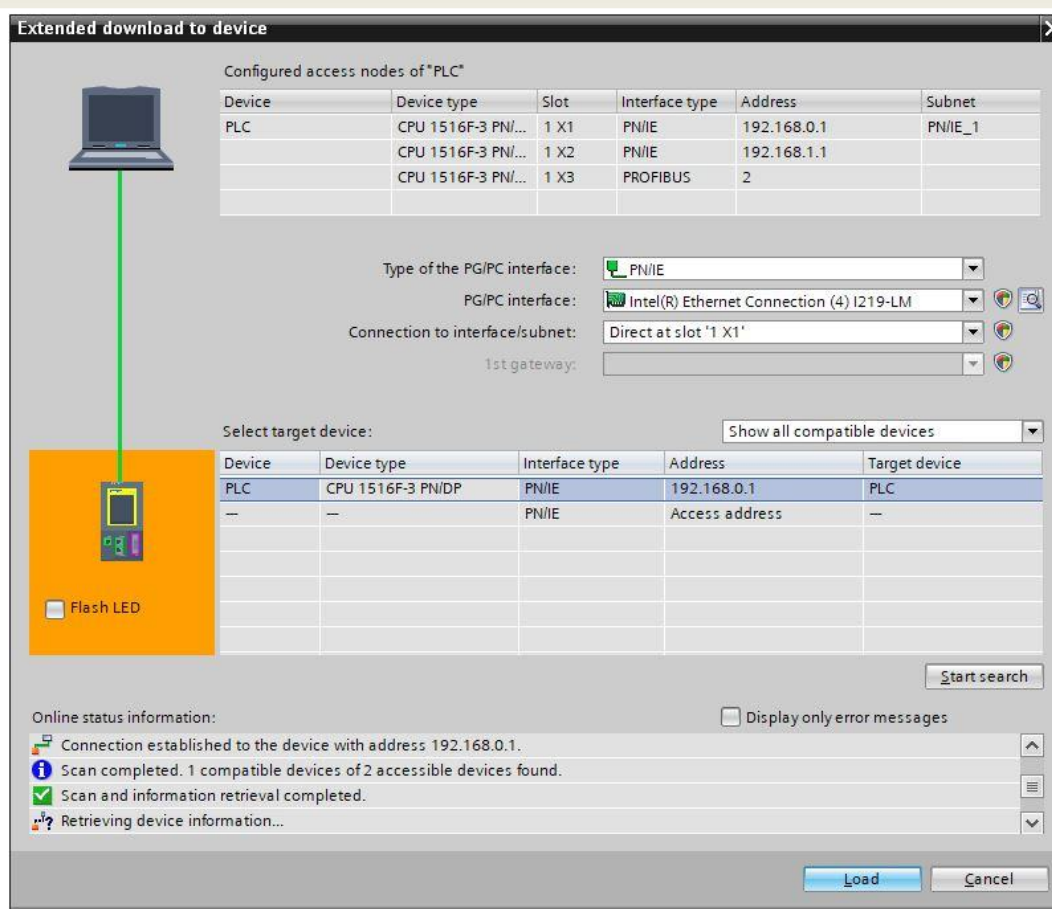 Extended download to device
Configured access nodes of "PLC"
Device Device type Slot Interface type Address Subnet
PLC CPU 1516F-3 PN/... 1 X1 PN/IE 192.168.0.1 PN/IE_1
CPU 1516F-3 PN/... 1 X2 PN/IE 192.168.1.1
CPU 1516F-3 PN/... 1 X3 PROFIBUS 2
Type of the PG/PC interface: PN/IE
PG/PC interface: Intel(R) Ethernet Connection (4) I219-LM
Connection to interface/subnet: Direct at slot '1 X1'
1st gateway:
Select target device: Show all compatible devices
Device Device type Interface type Address Target device
PLC CPU 1516F-3 PN/DP PN/IE 192.168.0.1 PLC
— — PN/IE Access address —
Flash LED
Start search
Online status information: Display only error messages
Connection established to the device with address 192.168.0.1.
Scan completed. 1 compatible devices of 2 accessible devices found.
Scan and information retrieval completed.
Retrieving device information...
Load Cancel